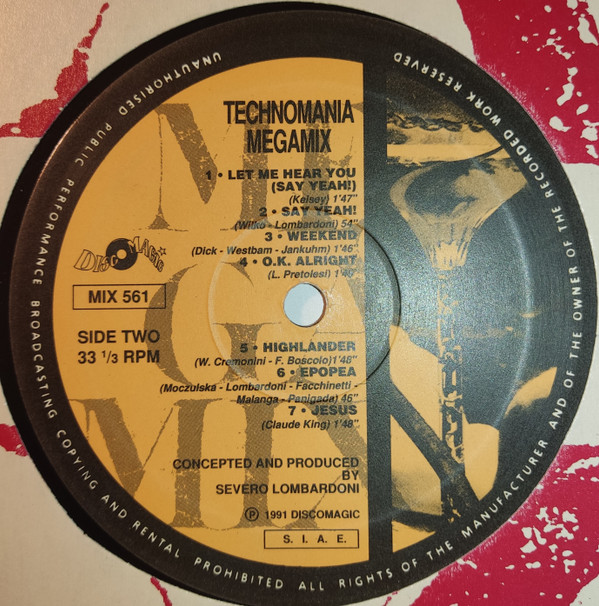 UNAUTHORISED PUBLIC PERFORMANCE BROADCASTING COPYING AND RENTAL PROHIBITED ALL RIGHTS OF THE MANUFACTURER AND OF THE OWNER OF THE RECORDED WORK RESERVED
MEGAMIX
TECHNOMANIA
MEGAMIX
1 • LET ME HEAR YOU
(SAY YEAH!)
(Kelsey) 1'47"
2 • SAY YEAH!
(Wilko - Lombardoni) 54"
3 • WEEKEND
(Dick - Westbam - Jankuhm) 1'46"
4 • O.K. ALRIGHT
(L. Pretolesi) 1'40"
DISCOMAGIC
MIX 561
SIDE TWO
33 1/3 RPM
5 • HIGHLANDER
(W. Cremonini - F. Boscolo)1'48"
6 • EPOPEA
(Moczulska - Lombardoni - Facchinetti -
Malanga - Panigada) 46"
7 • JESUS
(Claude King) 1'48"
CONCEPTED AND PRODUCED
BY
SEVERO LOMBARDONI
℗ 1991 DISCOMAGIC
S. I. A. E.